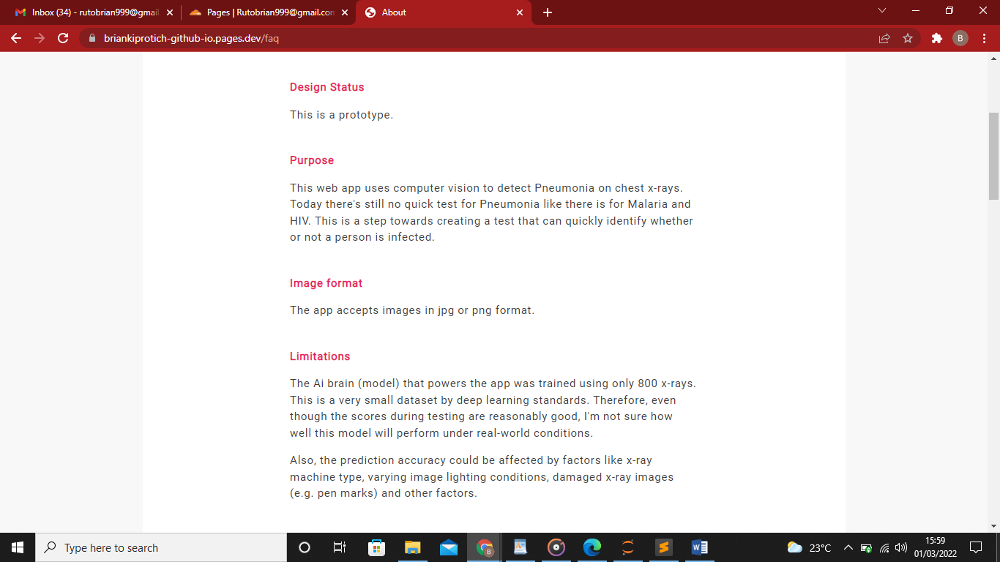 Inbox (34) - rutobrian999@gmail
Pages | Rutobrian999@gmail.com
About
briankiprotich-github-io.pages.dev/faq
B
Design Status
This is a prototype.
Purpose
This web app uses computer vision to detect Pneumonia on chest x-rays.
Today there's still no quick test for Pneumonia like there is for Malaria and
HIV. This is a step towards creating a test that can quickly identify whether
or not a person is infected.
Image format
The app accepts images in jpg or png format.
Limitations
The Ai brain (model) that powers the app was trained using only 800 x-rays.
This is a very small dataset by deep learning standards. Therefore, even
though the scores during testing are reasonably good, I'm not sure how
well this model will perform under real-world conditions.
Also, the prediction accuracy could be affected by factors like x-ray
machine type, varying image lighting conditions, damaged x-ray images
(e.g. pen marks) and other factors.
Type here to search
23°C
15:59
01/03/2022